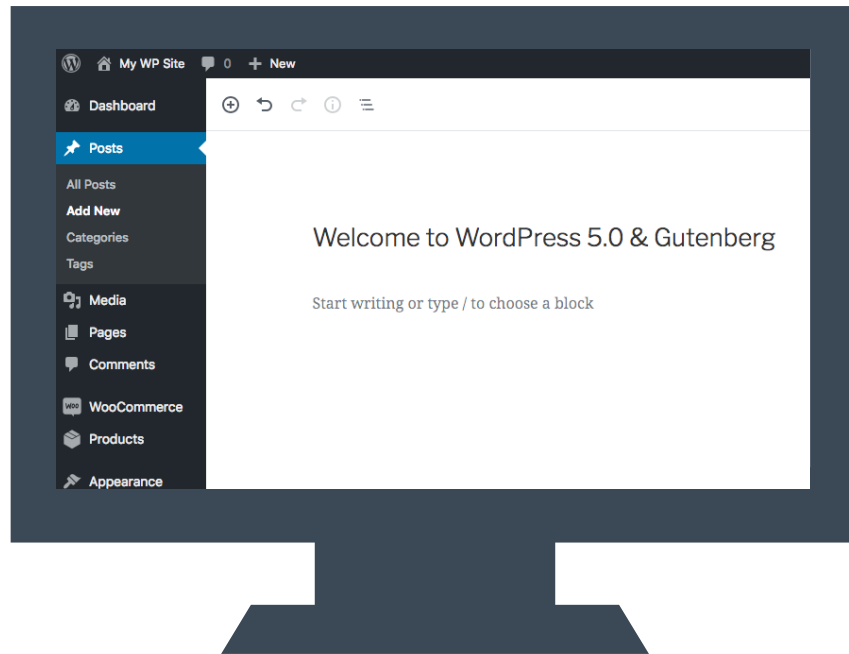 My WP Site 0 New
Dashboard
Posts
All Posts
Add New
Categories
Tags
Media
Pages
Comments
Woo WooCommerce
Products
Appearance
Welcome to WordPress 5.0 & Gutenberg
Start writing or type / to choose a block